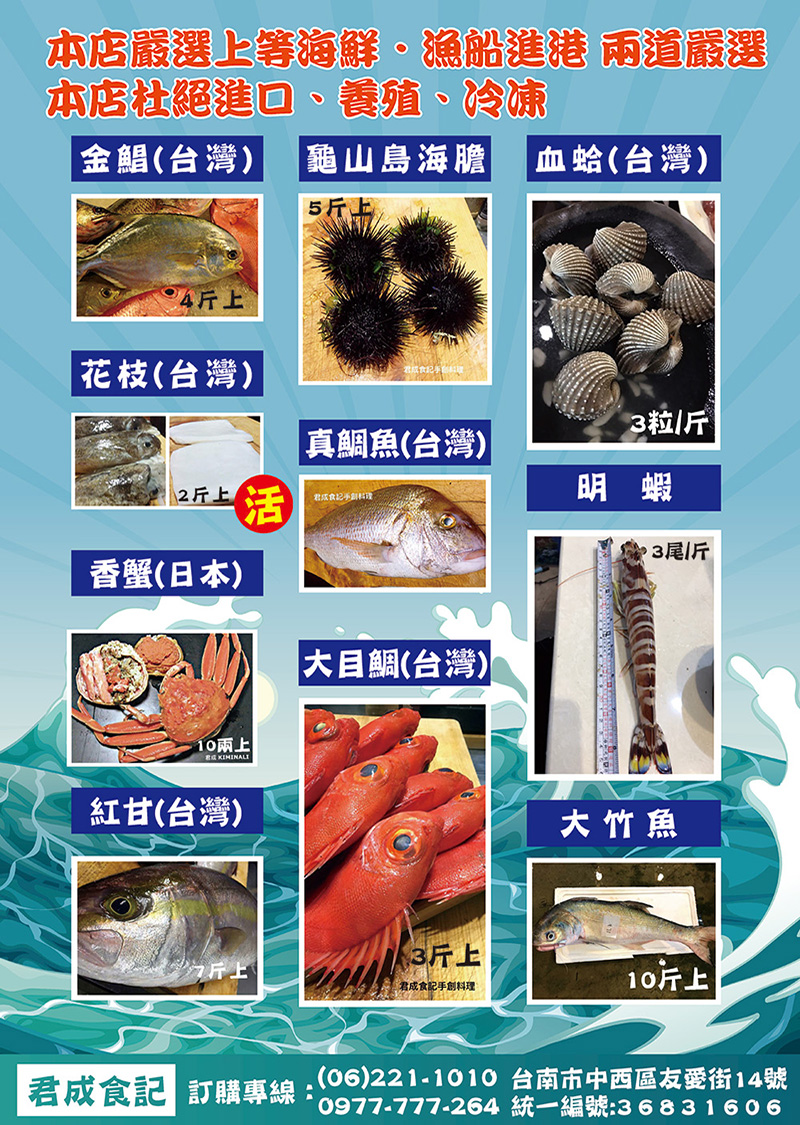 本店嚴選上等海鮮·漁船進港 兩道嚴選
本店杜絕進口、養殖、冷凍
金鯧(台灣)
4斤上
花枝(台灣)
2斤上
活
香蟹(日本)
10兩上
君成 KIMINALI
紅甘(台灣)
7斤上
龜山島海膽
5斤上
君成食記手創料理
真鯛魚(台灣)
君成食記手創料理
大目鯛(台灣)
3斤上
君成食記手創料理
血蛤(台灣)
3粒/斤
明蝦
3尾/斤
大竹魚
10斤上
君成食記
訂購專線:
(06)221-1010
0977-777-264
台南市中西區友愛街14號
統一編號:36831606